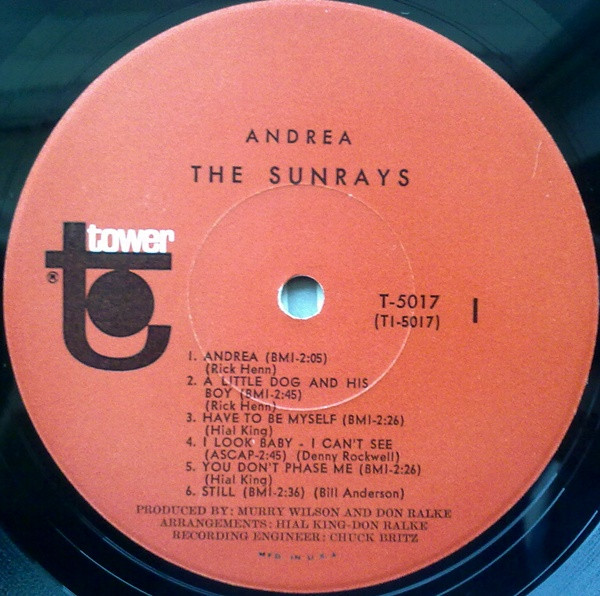 ANDREA
THE SUNRAYS
tower
®
T-5017
(T1-5017)
1
1. ANDREA (BMI-2:05)
(Rick Henn)
2. A LITTLE DOG AND HIS
BOY (BMI-2:45)
(Rick Henn)
3. HAVE TO BE MYSELF (BMI-2:26)
(Hial King)
4. I LOOK BABY - I CAN'T SEE
(ASCAP-2:45) (Denny Rockwell)
5. YOU DON'T PHASE ME (BMI-2:26)
(Hial King)
6. STILL (BMI-2:36) (Bill Anderson)
PRODUCED BY: MURRY WILSON AND DON RALKE
ARRANGEMENTS: HIAL KING-DON RALKE
RECORDING ENGINEER: CHUCK BRITZ
MFD. IN U.S.A.